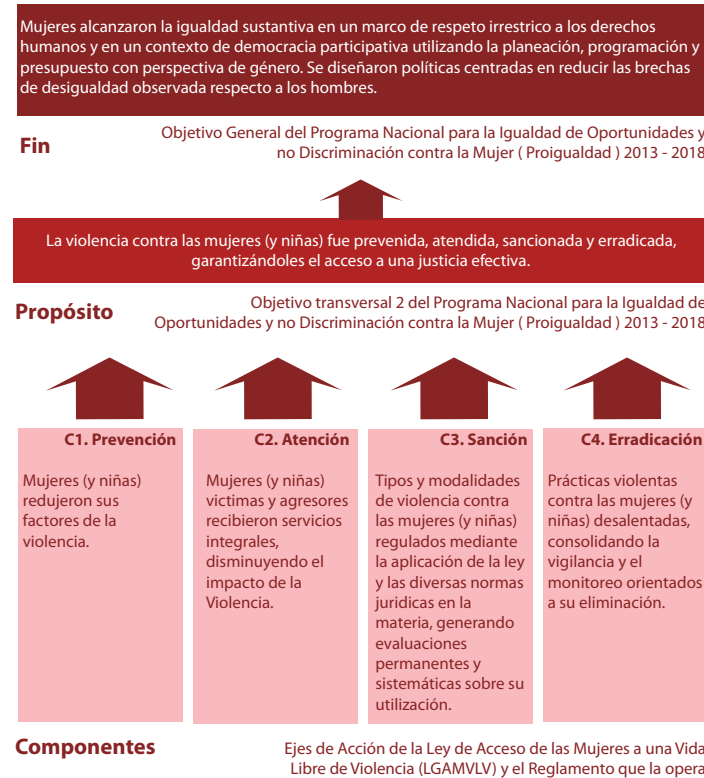 Mujeres alcanzaron la igualdad sustantiva en un marco de respeto irrestrico a los derechos
humanos y en un contexto de democracia participativa utilizando la planeación, programación y
presupuesto con perspectiva de género. Se diseñaron políticas centradas en reducir las brechas
de desigualdad observada respecto a los hombres.
Fin
Objetivo General del Programa Nacional para la Igualdad de Oportunidades y
no Discriminación contra la Mujer ( Proigualdad ) 2013 - 2018
La violencia contra las mujeres (y niñas) fue prevenida, atendida, sancionada y erradicada,
garantizándoles el acceso a una justicia efectiva.
Propósito
Objetivo transversal 2 del Programa Nacional para la Igualdad de
Oportunidades y no Discriminación contra la Mujer ( Proigualdad ) 2013 - 2018
C1. Prevención
Mujeres (y niñas)
redujeron sus
factores de la
violencia.
C2. Atención
Mujeres (y niñas)
victimas y agresores
recibieron servicios
integrales,
disminuyendo el
impacto de la
Violencia.
C3. Sanción
Tipos y modalidades
de violencia contra
las mujeres (y niñas)
regulados mediante
la aplicación de la ley
y las diversas normas
juridicas en la
materia, generando
evaluaciones
permanentes y
sistemáticas sobre su
utilización.
C4. Erradicación
Prácticas violentas
contra las mujeres (y
niñas) desalentadas,
consolidando la
vigilancia y el
monitoreo orientados
a su eliminación.
Componentes
Ejes de Acción de la Ley de Acceso de las Mujeres a una Vida
Libre de Violencia (LGAMVLV) y el Reglamento que la opera